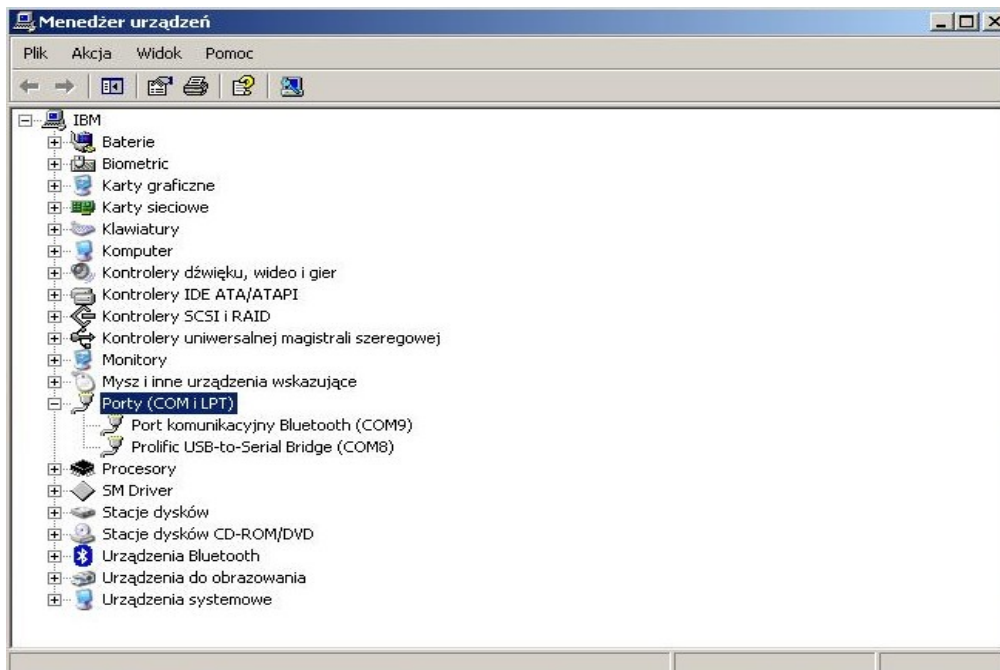 Menedżer urządzeń
Plik Akcja Widok Pomoc
IBM
Baterie
Biometric
Karty graficzne
Karty sieciowe
Klawiatury
Komputer
Kontrolery dźwięku, wideo i gier
Kontrolery IDE ATA/ATAPI
Kontrolery SCSI i RAID
Kontrolery uniwersalnej magistrali szeregowej
Monitory
Mysz i inne urządzenia wskazujące
Porty (COM i LPT)
Port komunikacyjny Bluetooth (COM9)
Prolific USB-to-Serial Bridge (COM8)
Procesory
SM Driver
Stacje dysków
Stacje dysków CD-ROM/DVD
Urządzenia Bluetooth
Urządzenia do obrazowania
Urządzenia systemowe